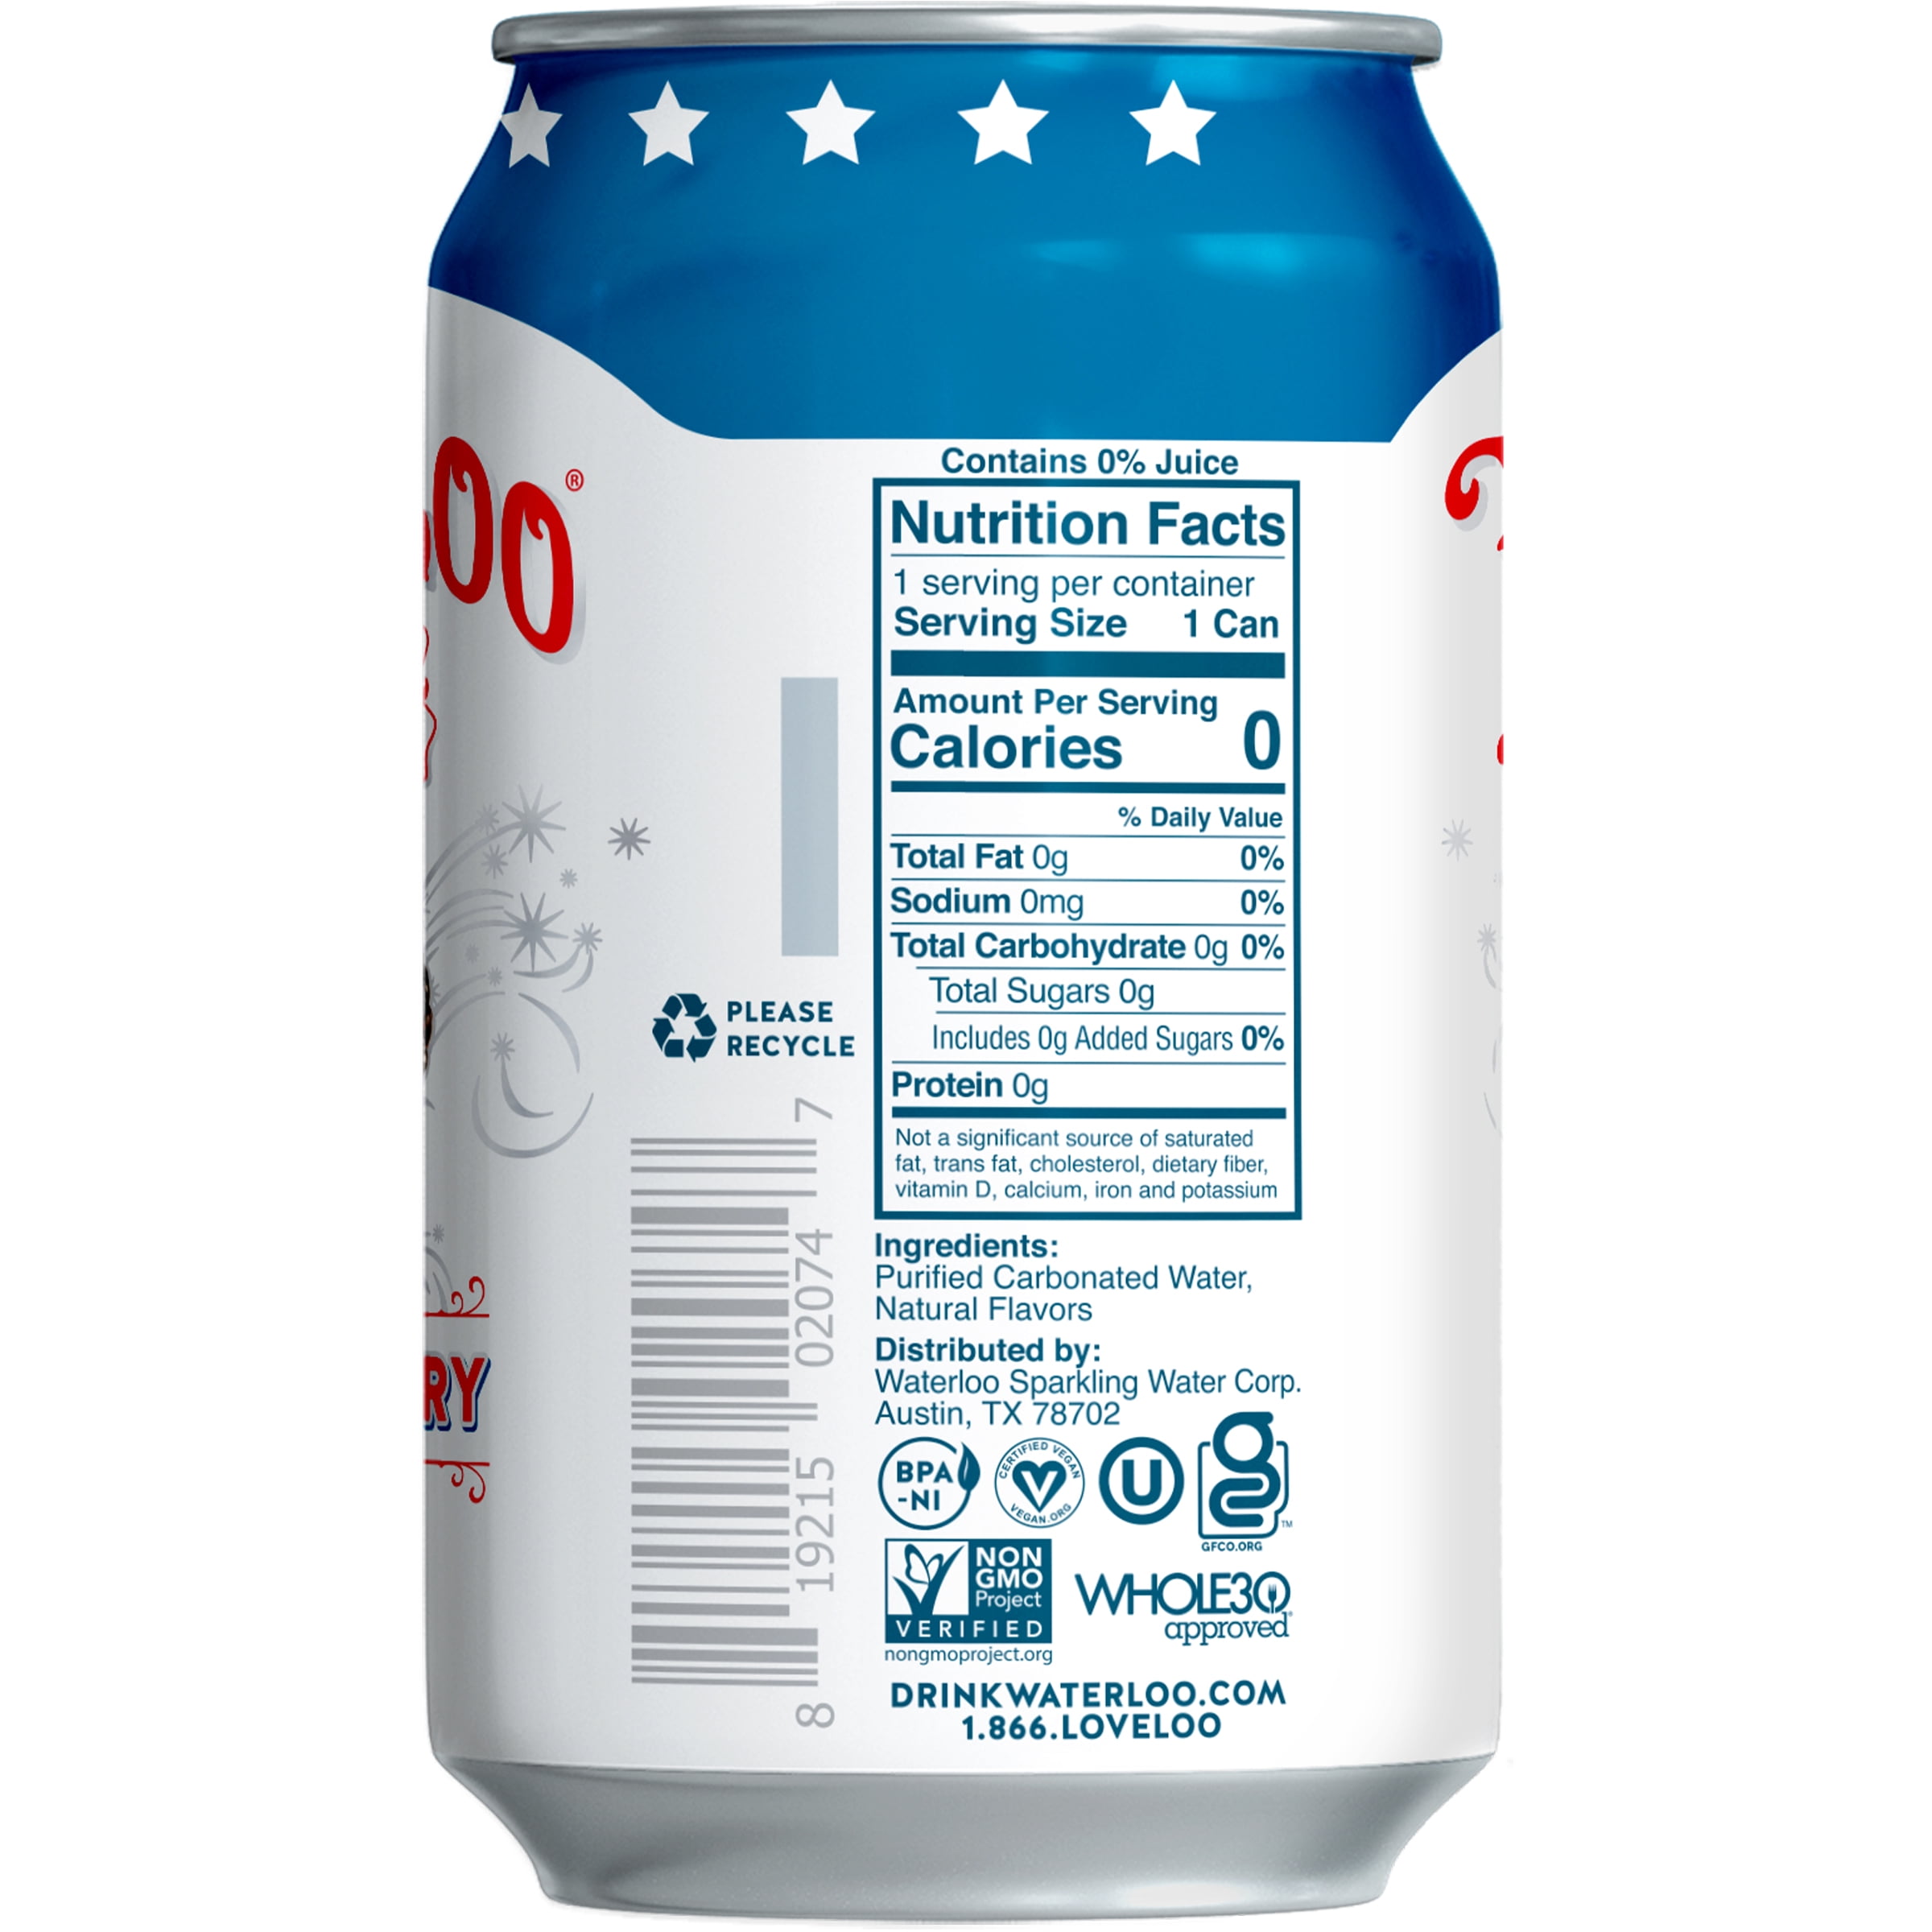 ®
RY
PLEASE
RECYCLE
8 19215 02074 7
Contains 0% Juice
Nutrition Facts
1 serving per container
Serving Size 1 Can
Amount Per Serving
Calories 0
% Daily Value
Total Fat 0g 0%
Sodium 0mg 0%
Total Carbohydrate 0g 0%
Total Sugars 0g
Includes 0g Added Sugars 0%
Protein 0g
Not a significant source of saturated
fat, trans fat, cholesterol, dietary fiber,
vitamin D, calcium, iron and potassium
Ingredients:
Purified Carbonated Water,
Natural Flavors
Distributed by:
Waterloo Sparkling Water Corp.
Austin, TX 78702
BPA
-NI
CERTIFIED VEGAN
V
VEGAN.ORG
U
g
TM
GFCO.ORG
NON
GMO
Project
VERIFIED
nongmoproject.org
WHOLE30
approved®
DRINKWATERLOO.COM
1.866.LOVELOO